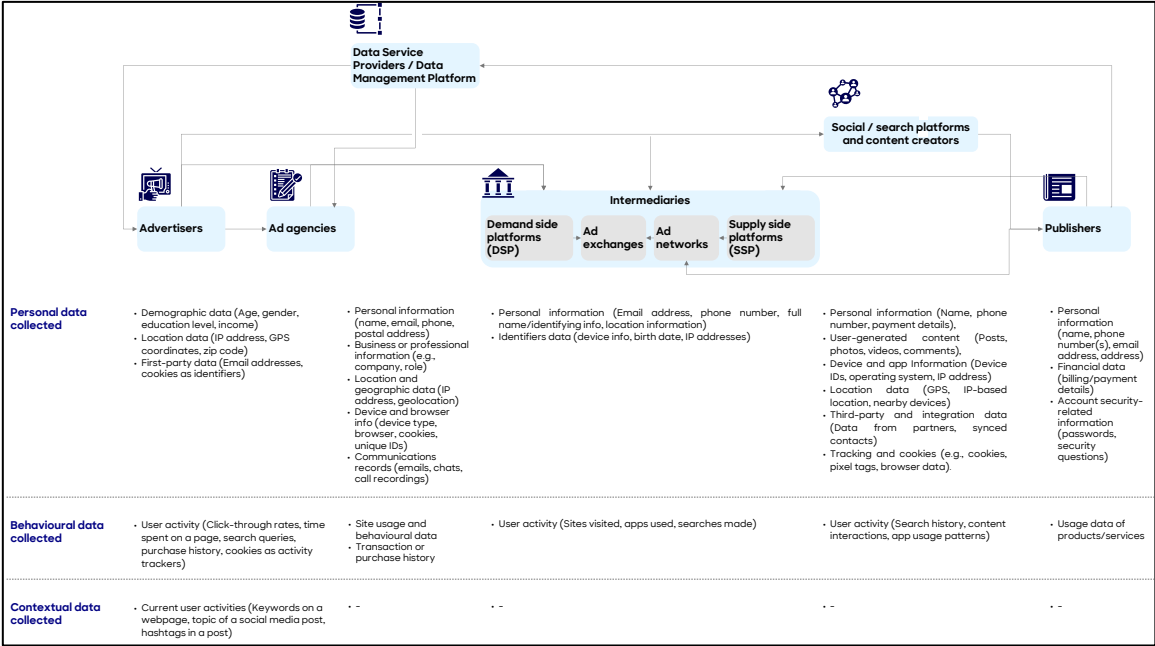 Data Service
Providers / Data
Management Platform
Social / search platforms
and content creators
Advertisers
Ad agencies
Intermediaries
Demand side
platforms
(DSP)
Ad
exchanges
Ad
networks
Supply side
platforms
(SSP)
Publishers
Personal data
collected
• Demographic data (Age, gender,
education level, income)
• Location data (IP address, GPS
coordinates, zip code)
• First-party data (Email addresses,
cookies as identifiers)
• Personal information
(name, email, phone,
postal address)
• Business or professional
information (e.g.,
company, role)
• Location and
geographic data (IP
address, geolocation)
• Device and browser
info (device type,
browser, cookies,
unique IDs)
• Communications
records (emails, chats,
call recordings)
• Personal information (Email address, phone number, full
name/identifying info, location information)
• Identifiers data (device info, birth date, IP addresses)
• Personal information (Name, phone
number, payment details),
• User-generated content (Posts,
photos, videos, comments),
• Device and app Information (Device
IDs, operating system, IP address)
• Location data (GPS, IP-based
location, nearby devices)
• Third-party and integration data
(Data from partners, synced
contacts)
• Tracking and cookies (e.g., cookies,
pixel tags, browser data).
• Personal
information
(name, phone
number(s), email
address, address)
• Financial data
(billing/payment
details)
• Account security-
related
information
(passwords,
security
questions)
Behavioural data
collected
• User activity (Click-through rates, time
spent on a page, search queries,
purchase history, cookies as activity
trackers)
• Site usage and
behavioural data
• Transaction or
purchase history
• User activity (Sites visited, apps used, searches made)
• User activity (Search history, content
interactions, app usage patterns)
• Usage data of
products/services
Contextual data
collected
• Current user activities (Keywords on a
webpage, topic of a social media post,
hashtags in a post)
• -
• -
• -
• -